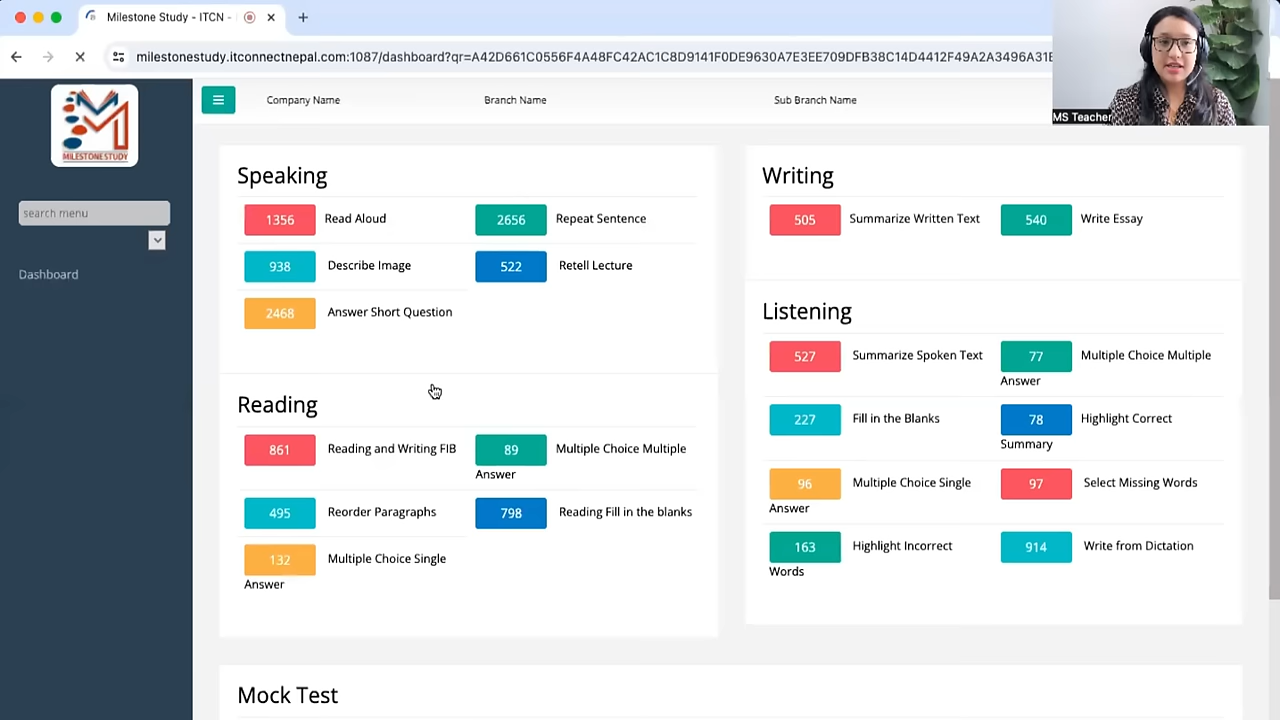 Milestone Study - ITCN -
milestonestudy.itconnectnepal.com:1087/dashboard?qr=A42D661C0556F4A48FC42AC1C8D9141F0DE9630A7E3EE709DFB38C14D4412F49A2A3496A31E
MS Teacher
MILESTONESTUDY
search menu
Dashboard
Company Name
Branch Name
Sub Branch Name
Speaking
1356 Read Aloud
2656 Repeat Sentence
938 Describe Image
522 Retell Lecture
2468 Answer Short Question
Reading
861 Reading and Writing FIB
89 Multiple Choice Multiple
Answer
495 Reorder Paragraphs
798 Reading Fill in the blanks
132 Multiple Choice Single
Answer
Writing
505 Summarize Written Text
540 Write Essay
Listening
527 Summarize Spoken Text
77 Multiple Choice Multiple
Answer
227 Fill in the Blanks
78 Highlight Correct
Summary
96 Multiple Choice Single
Answer
97 Select Missing Words
163 Highlight Incorrect
Words
914 Write from Dictation
Mock Test